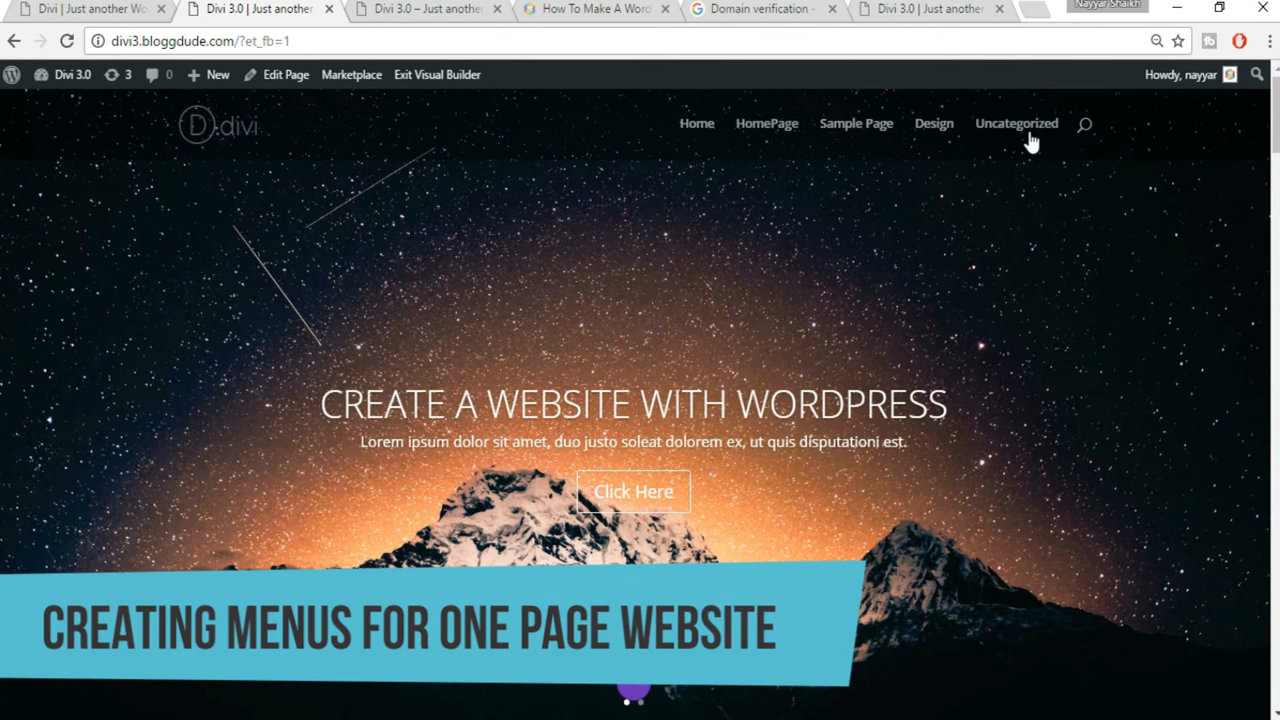 Divi | Just another Wo
Divi 3.0 | Just another
Divi 3.0 – Just another
How To Make A Word
Domain verification -
Divi 3.0 | Just another
Nayyar Shaikh
divi3.bloggdude.com/?et_fb=1
Divi 3.0
3
0
New
Edit Page
Marketplace
Exit Visual Builder
Howdy, nayyar
D.divi
Home
HomePage
Sample Page
Design
Uncategorized
CREATE A WEBSITE WITH WORDPRESS
Lorem ipsum dolor sit amet, duo justo soleat dolorem ex, ut quis disputationi est.
Click Here
CREATING MENUS FOR ONE PAGE WEBSITE